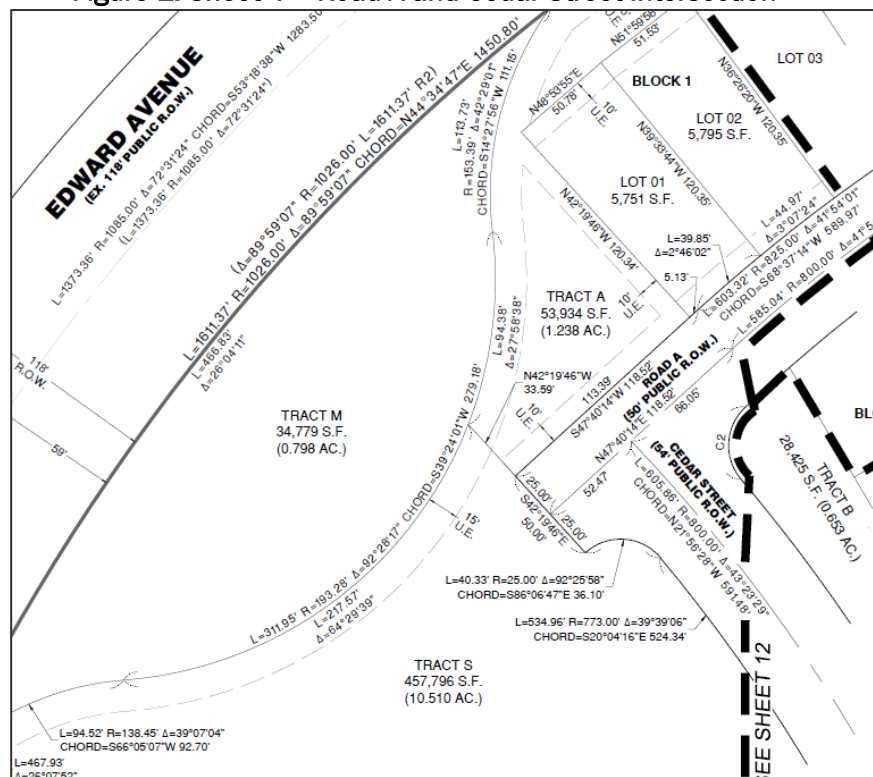 EDWARD AVENUE
(EX. 118' PUBLIC R.O.W.)
L=1373.36' R=1085.00' Δ=72°31'24" CHORD=S53°18'38"W 1283.50'
(L=1373.36' R=1085.00' Δ=72°31'24")
(Δ=89°59'07" R=1026.00' L=1611.37' R2)
L=1611.37' R=1026.00' Δ=89°59'07" CHORD=N44°34'47"E 1450.80'
L=466.83'
Δ=26°04'11"
118'
R.O.W.
59'
L=113.73'
R=153.39' Δ=42°29'01"
CHORD=S14°27'56"W 111.15'
N51°59'58"
51.53'
N48°53'55"E
50.78'
10'
U.E.
BLOCK 1
LOT 03
N36°26'20"W 120.35'
LOT 02
5,795 S.F.
N39°33'44"W 120.35'
LOT 01
5,751 S.F.
N42°19'46"W 120.34'
L=44.97'
Δ=3°07'24"
L=39.85'
Δ=2°46'02"
5.13'
L=603.32' R=825.00' Δ=41°54'01"
CHORD=S68°37'14"W 589.97'
L=585.04' R=800.00' Δ=41°5
TRACT A
53,934 S.F.
(1.238 AC.)
10'
U.E.
L=94.38'
Δ=27°58'38"
N42°19'46"W
33.59'
10'
U.E.
113.39'
S47°40'14"W 118.52'
ROAD A
(50' PUBLIC R.O.W.)
N47°40'14"E 118.52'
66.05'
52.47'
TRACT M
34,779 S.F.
(0.798 AC.)
L=311.95' R=193.28' Δ=92°28'17" CHORD=S39°24'01"W 279.18'
L=217.57'
Δ=64°29'39"
15'
U.E.
25.00'
S42°19'46"E
50.00'
25.00'
CEDAR STREET
(54' PUBLIC R.O.W.)
L=605.86' R=800.00' Δ=43°23'29"
CHORD=N21°56'28"W 591.48'
C2
TRACT B
28,425 S.F. (0.653 AC.)
L=40.33' R=25.00' Δ=92°25'58"
CHORD=S86°06'47"E 36.10'
L=534.96' R=773.00' Δ=39°39'06"
CHORD=S20°04'16"E 524.34'
TRACT S
457,796 S.F.
(10.510 AC.)
L=94.52' R=138.45' Δ=39°07'04"
CHORD=S66°05'07"W 92.70'
L=467.93'
Δ=26°07'52"
SEE SHEET 12